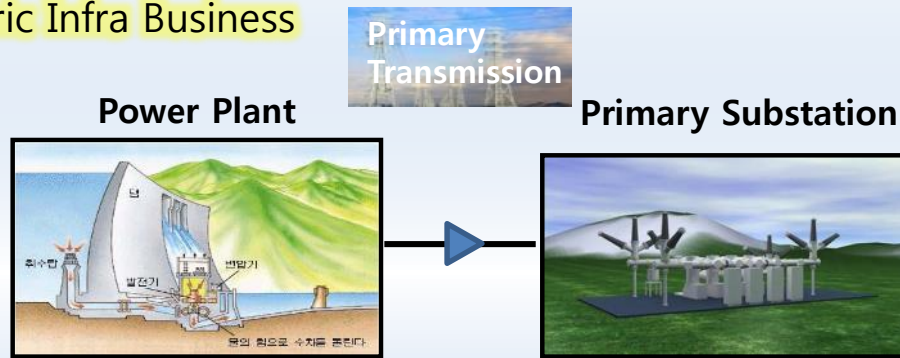 ric Infra Business
Primary
Transmission
Power Plant
Primary Substation
댐
취수탑
발전기
변압기
물의 힘으로 수차를 돌린다